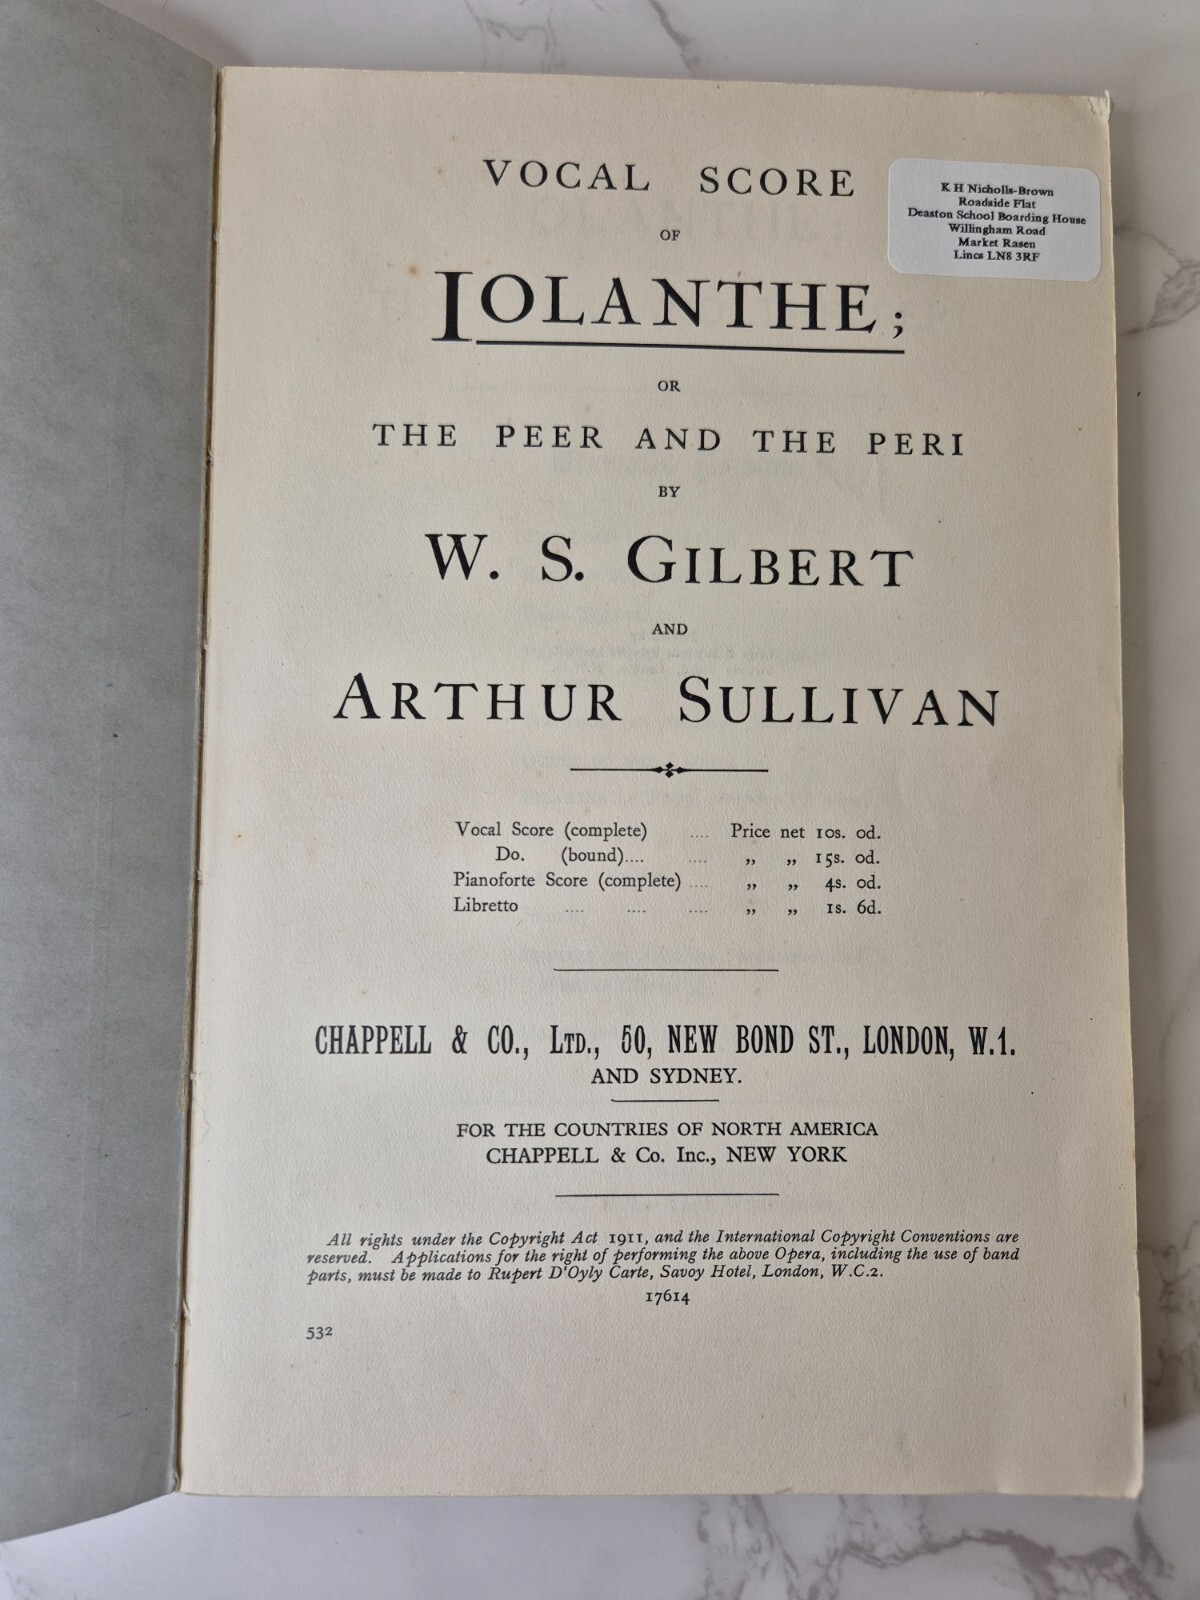 VOCAL SCORE
OF
IOLANTHE;
OR
THE PEER AND THE PERI
BY
W. S. GILBERT
AND
ARTHUR SULLIVAN
K H Nicholls-Brown
Roadside Flat
Deaston School Boarding House
Willingham Road
Market Rasen
Lincs LN8 3RF
Vocal Score (complete) .... Price net 10s. 0d.
Do. (bound).... .... „ „ 15s. 0d.
Pianoforte Score (complete) .... „ „ 4s. 0d.
Libretto .... .... .... „ „ 1s. 6d.
CHAPPELL & CO., LTD., 50, NEW BOND ST., LONDON, W.1.
AND SYDNEY.
FOR THE COUNTRIES OF NORTH AMERICA
CHAPPELL & Co. Inc., NEW YORK
All rights under the Copyright Act 1911, and the International Copyright Conventions are
reserved. Applications for the right of performing the above Opera, including the use of band
parts, must be made to Rupert D'Oyly Carte, Savoy Hotel, London, W.C.2.
17614
532